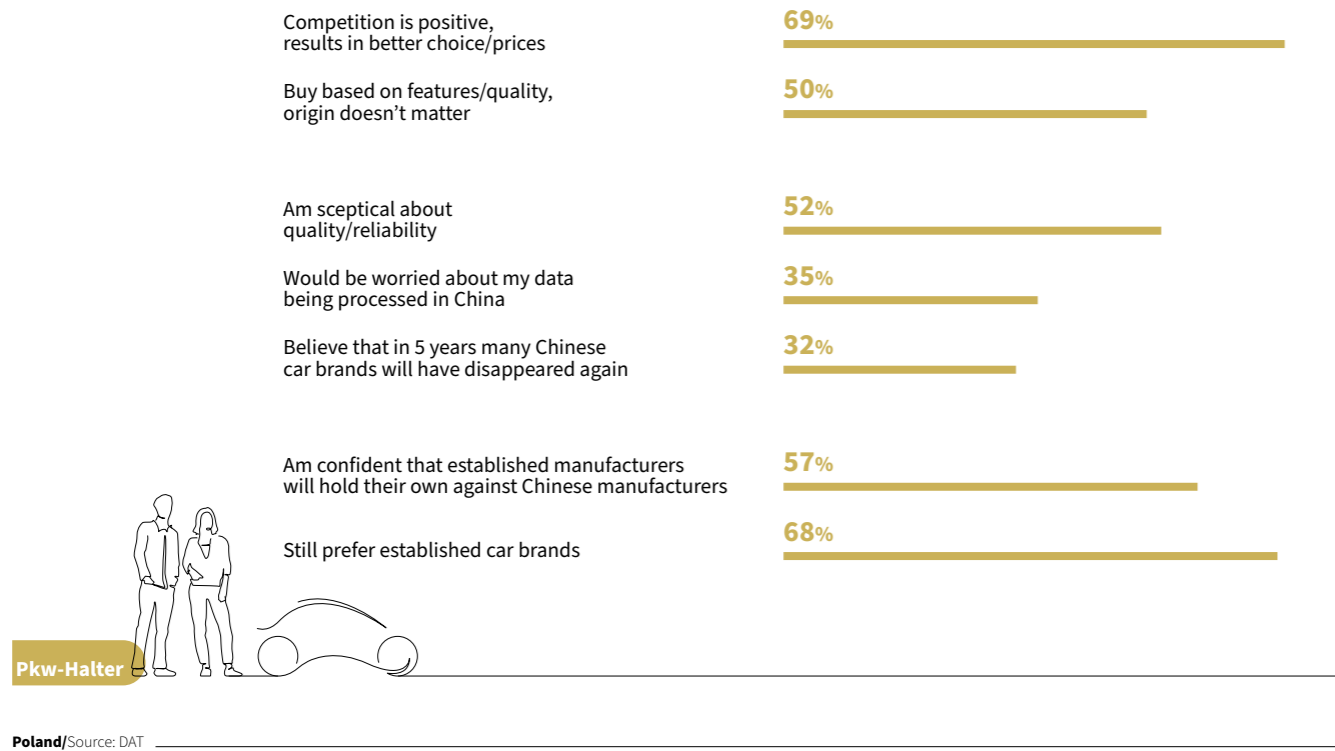 Competition is positive,
results in better choice/prices
69%
Buy based on features/quality,
origin doesn’t matter
50%
Am sceptical about
quality/reliability
52%
Would be worried about my data
being processed in China
35%
Believe that in 5 years many Chinese
car brands will have disappeared again
32%
Am confident that established manufacturers
will hold their own against Chinese manufacturers
57%
Still prefer established car brands
68%
Pkw-Halter
Poland/Source: DAT